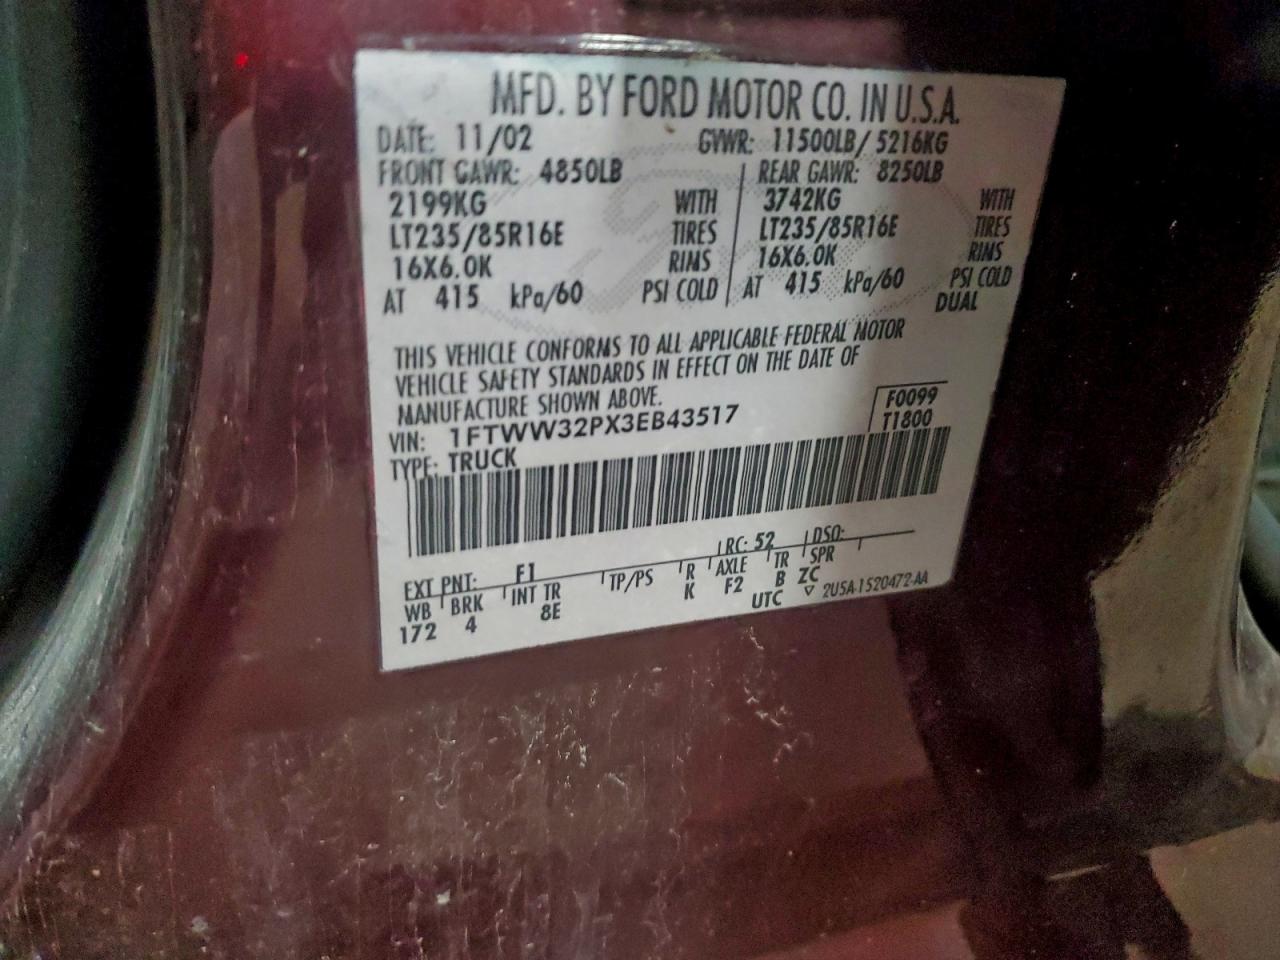 MFD. BY FORD MOTOR CO. IN U.S.A.
DATE: 11/02 GVWR: 11500LB/ 5216KG
FRONT GAWR: 4850LB REAR GAWR: 8250LB
2199KG WITH 3742KG WITH
LT235/85R16E TIRES LT235/85R16E TIRES
16X6.0K RIMS 16X6.0K RIMS
AT 415 kPa/60 PSI COLD AT 415 kPa/60 PSI COLD
DUAL
THIS VEHICLE CONFORMS TO ALL APPLICABLE FEDERAL MOTOR
VEHICLE SAFETY STANDARDS IN EFFECT ON THE DATE OF
MANUFACTURE SHOWN ABOVE.
F0099
VIN: 1FTWW32PX3EB43517 T1800
TYPE: TRUCK
EXT PNT: F1 RC: 52 DSO:
WB BRK INT TR TP/PS R AXLE TR SPR
172 4 8E K F2 B ZC
UTC ▽ 2U5A-1520472-AA